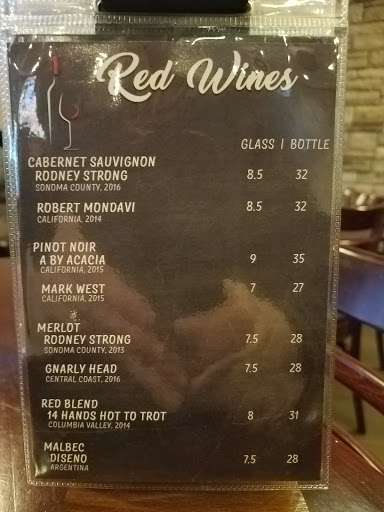 Red Wines
GLASS | BOTTLE
CABERNET SAUVIGNON
RODNEY STRONG 8.5 32
SONOMA COUNTY, 2016
ROBERT MONDAVI 8.5 32
CALIFORNIA, 2014
PINOT NOIR
A BY ACACIA 9 35
CALIFORNIA, 2015
MARK WEST 7 27
CALIFORNIA, 2015
MERLOT
RODNEY STRONG 7.5 28
SONOMA COUNTY, 2013
GNARLY HEAD 7.5 28
CENTRAL COAST, 2016
RED BLEND
14 HANDS HOT TO TROT 8 31
COLUMBIA VALLEY, 2014
MALBEC
DISENO 7.5 28
ARGENTINA